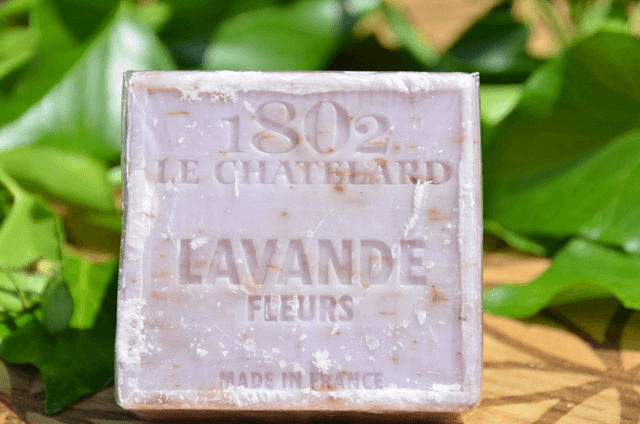 1802
LE CHATELARD
LAVANDE
FLEURS
MADE IN FRANCE